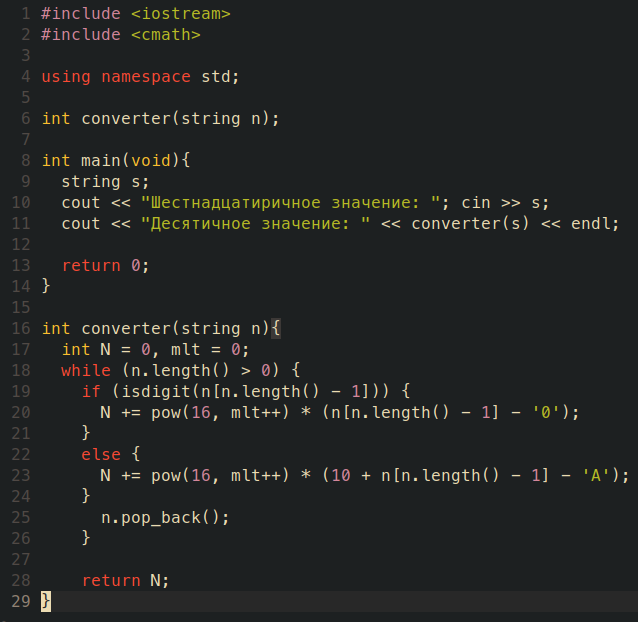 1 #include <iostream>
2 #include <cmath>
3
4 using namespace std;
5
6 int converter(string n);
7
8 int main(void){
9   string s;
10   cout << "Шестнадцатиричное значение: "; cin >> s;
11   cout << "Десятичное значение: " << converter(s) << endl;
12
13   return 0;
14 }
15
16 int converter(string n){
17   int N = 0, mlt = 0;
18   while (n.length() > 0) {
19     if (isdigit(n[n.length() - 1])) {
20       N += pow(16, mlt++) * (n[n.length() - 1] - '0');
21     }
22     else {
23       N += pow(16, mlt++) * (10 + n[n.length() - 1] - 'A');
24     }
25       n.pop_back();
26     }
27
28     return N;
29 }